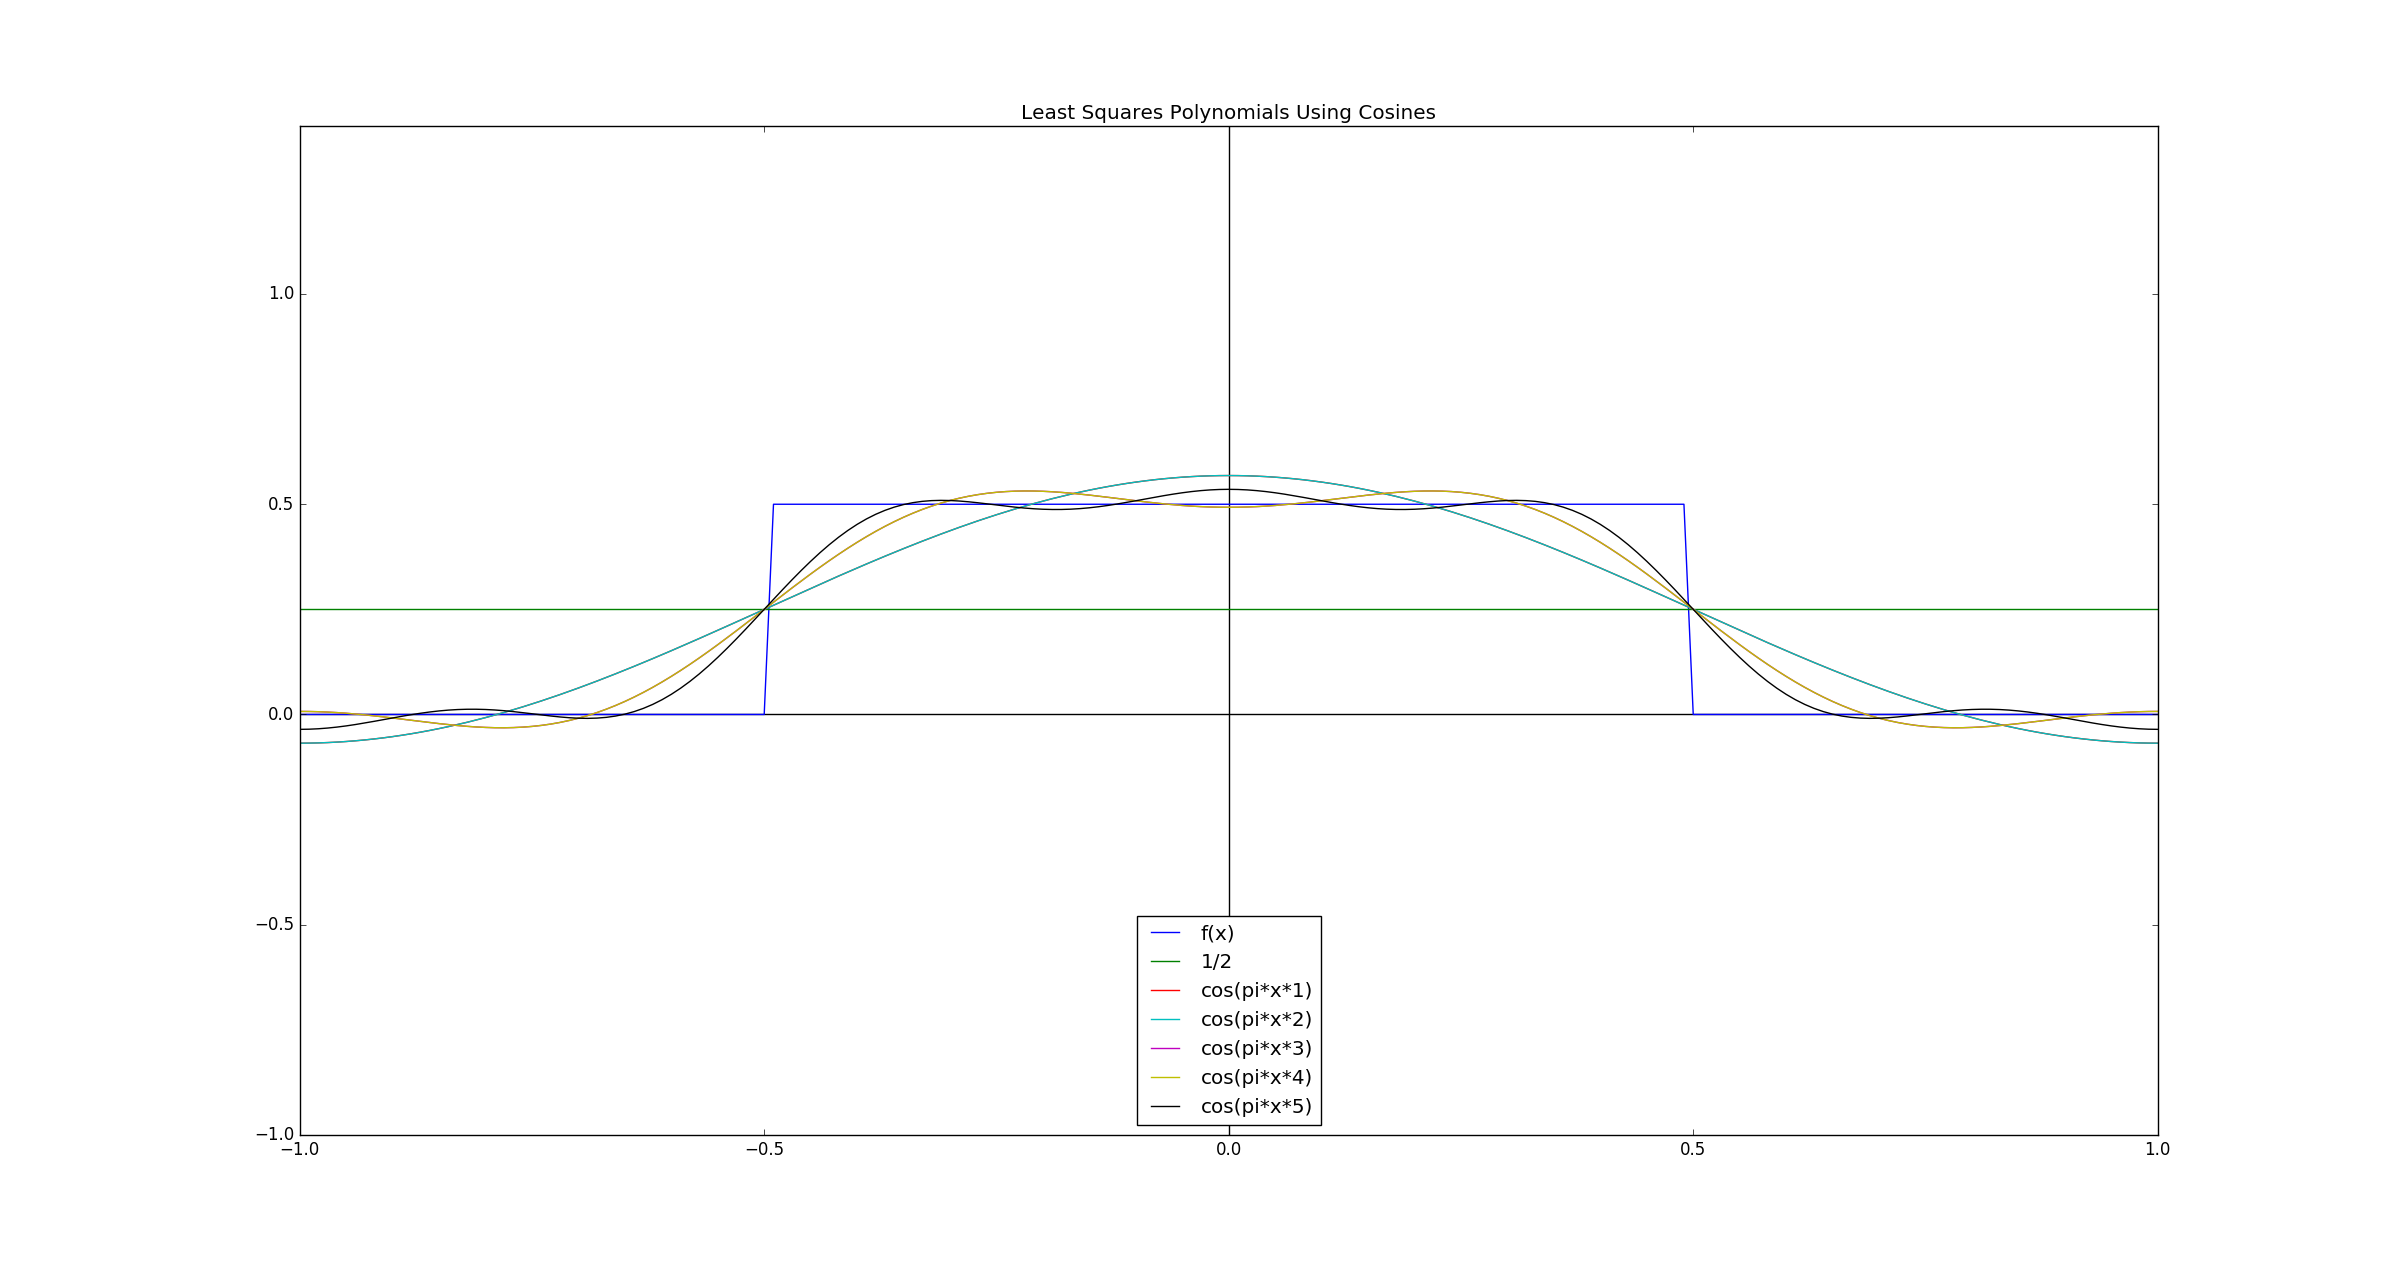 Least Squares Polynomials Using Cosines
1.0
0.5
0.0
−0.5
−1.0
−1.0 −0.5 0.0 0.5 1.0
f(x)
1/2
cos(pi*x*1)
cos(pi*x*2)
cos(pi*x*3)
cos(pi*x*4)
cos(pi*x*5)